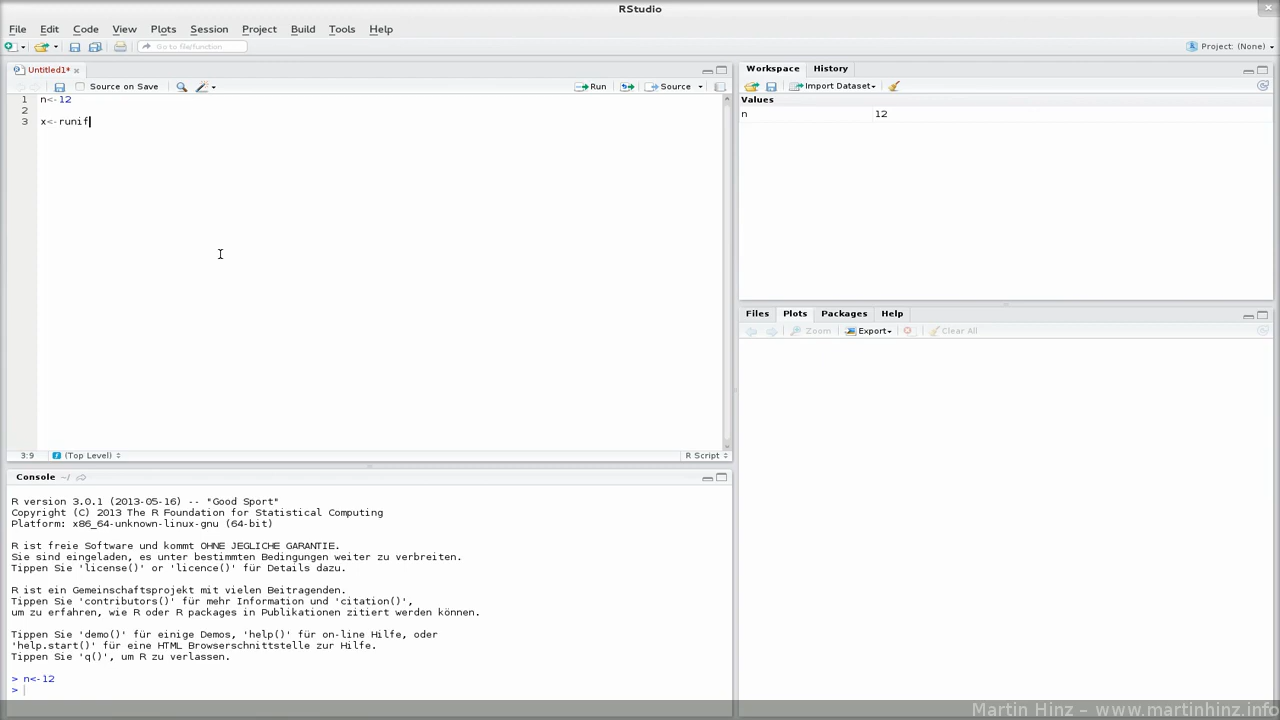 RStudio
File Edit Code View Plots Session Project Build Tools Help
Go to file/function
Project: (None)
Untitled1*
Source on Save
Run
Source
1 n<-12
2
3 x<-runif
3:9 (Top Level)
R Script
Console ~/
R version 3.0.1 (2013-05-16) -- "Good Sport"
Copyright (C) 2013 The R Foundation for Statistical Computing
Platform: x86_64-unknown-linux-gnu (64-bit)
R ist freie Software und kommt OHNE JEGLICHE GARANTIE.
Sie sind eingeladen, es unter bestimmten Bedingungen weiter zu verbreiten.
Tippen Sie 'license()' or 'licence()' für Details dazu.
R ist ein Gemeinschaftsprojekt mit vielen Beitragenden.
Tippen Sie 'contributors()' für mehr Information und 'citation()',
um zu erfahren, wie R oder R packages in Publikationen zitiert werden können.
Tippen Sie 'demo()' für einige Demos, 'help()' für on-line Hilfe, oder
'help.start()' für eine HTML Browserschnittstelle zur Hilfe.
Tippen Sie 'q()', um R zu verlassen.
> n<-12
>
Workspace History
Import Dataset
Values
n 12
Files Plots Packages Help
Zoom Export Clear All
Martin Hinz - www.martinhinz.info